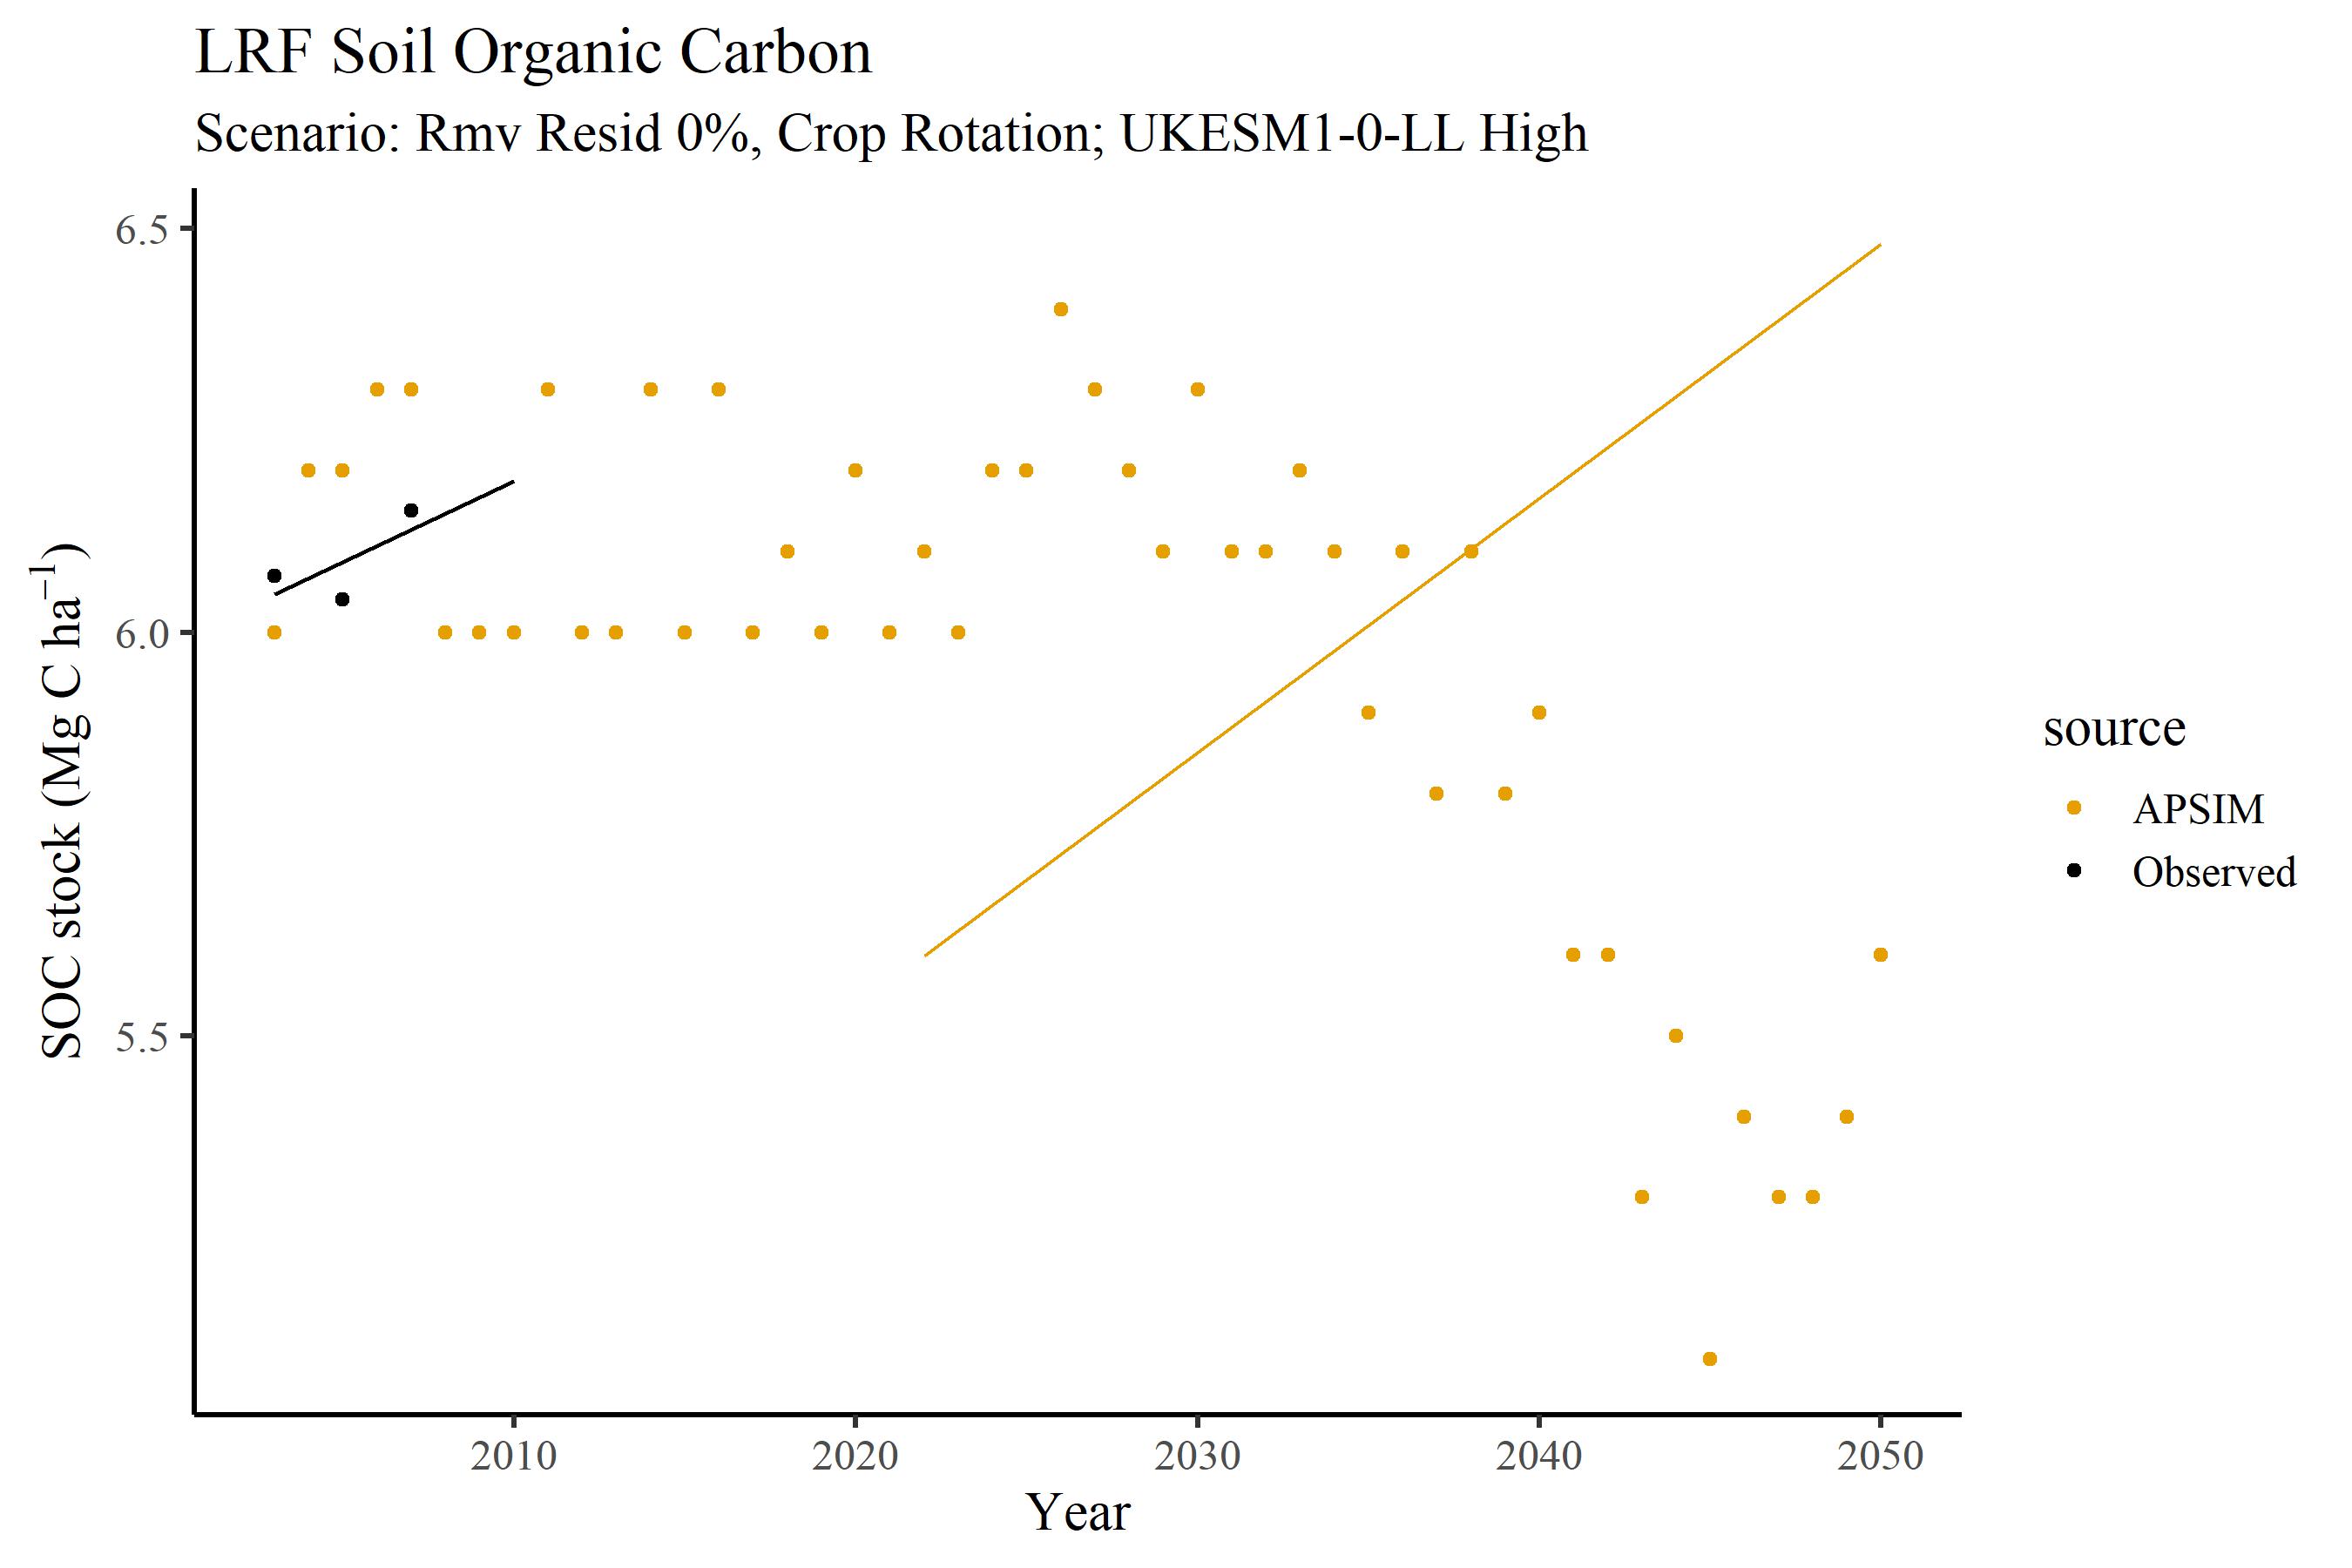 LRF Soil Organic Carbon
Scenario: Rmv Resid 0%, Crop Rotation; UKESM1-0-LL High
SOC stock (Mg C ha⁻¹)
6.5
6.0
5.5
2010 2020 2030 2040 2050
Year
source
APSIM
Observed